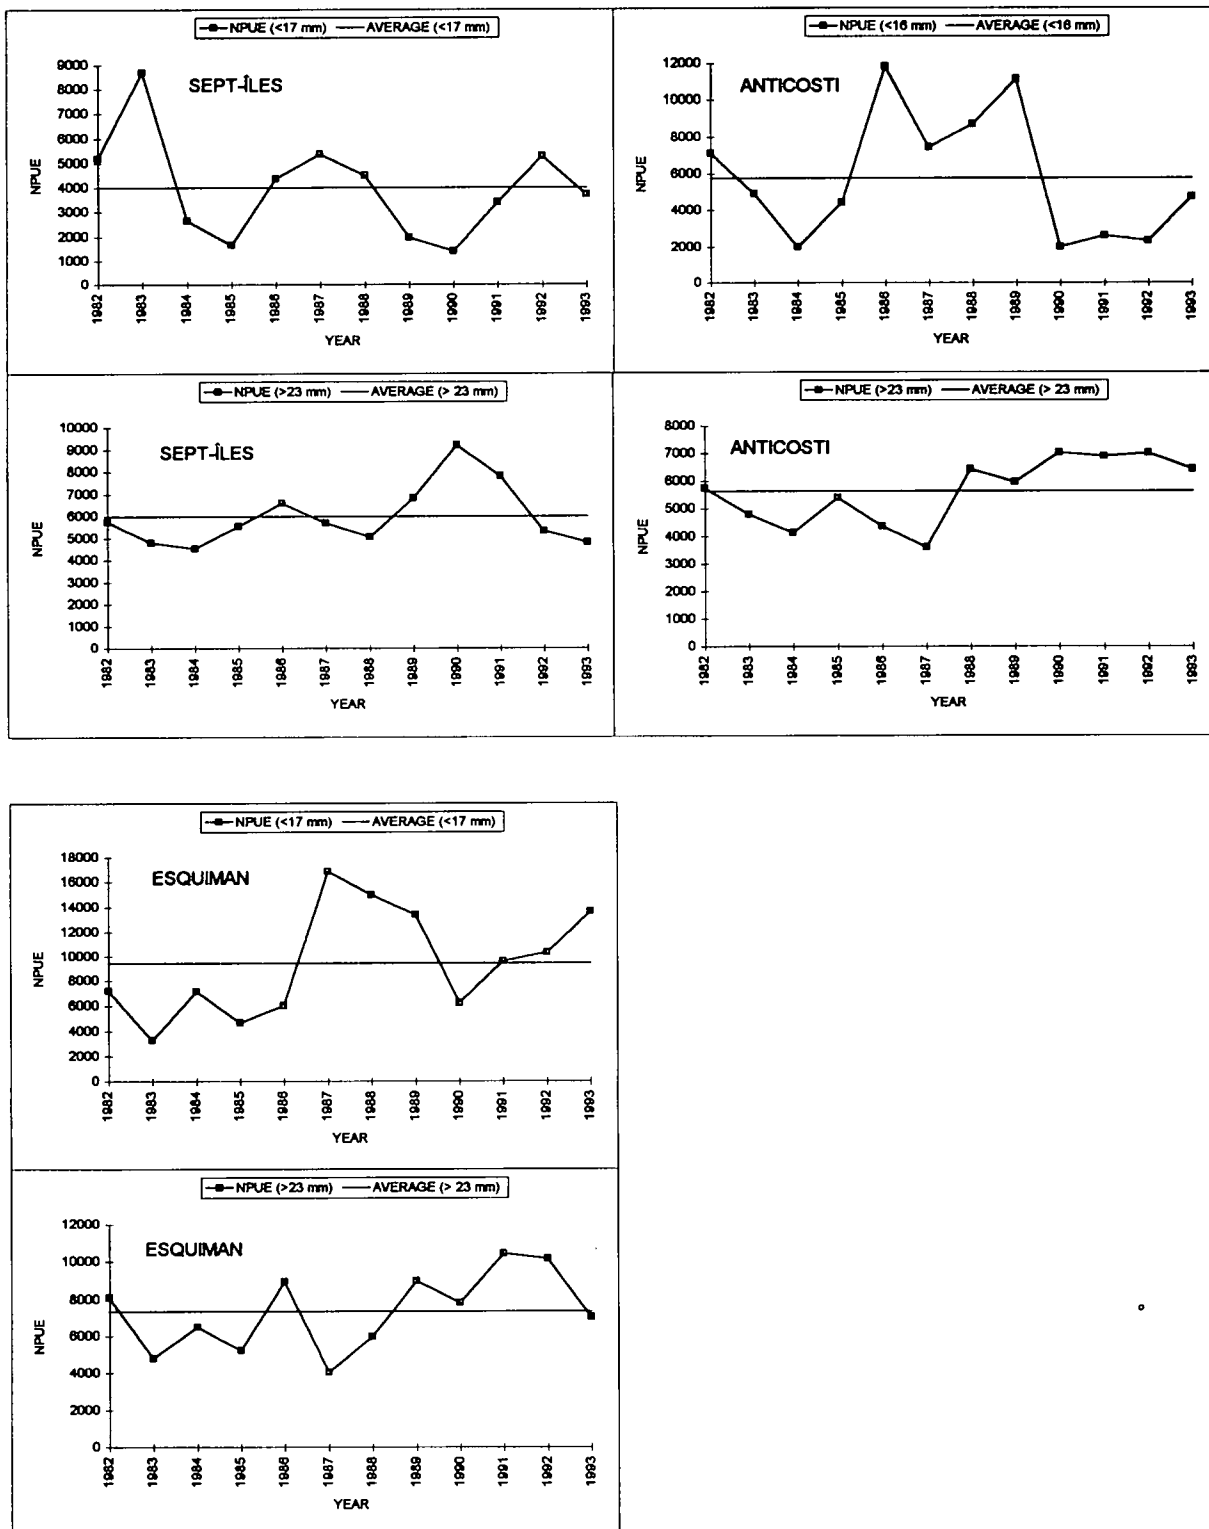 NPUE (<17 mm) AVERAGE (<17 mm)
SEPT-ÎLES
NPUE
9000
8000
7000
6000
5000
4000
3000
2000
1000
0
1982 1983 1984 1985 1986 1987 1988 1989 1990 1991 1992 1993
YEAR
NPUE (<16 mm) AVERAGE (<16 mm)
ANTICOSTI
NPUE
12000
10000
8000
6000
4000
2000
0
1982 1983 1984 1985 1986 1987 1988 1989 1990 1991 1992 1993
YEAR
NPUE (>23 mm) AVERAGE (> 23 mm)
SEPT-ÎLES
NPUE
10000
9000
8000
7000
6000
5000
4000
3000
2000
1000
0
1982 1983 1984 1985 1986 1987 1988 1989 1990 1991 1992 1993
YEAR
NPUE (>23 mm) AVERAGE (> 23 mm)
ANTICOSTI
NPUE
8000
7000
6000
5000
4000
3000
2000
1000
0
1982 1983 1984 1985 1986 1987 1988 1989 1990 1991 1992 1993
YEAR
NPUE (<17 mm) AVERAGE (<17 mm)
ESQUIMAN
NPUE
18000
16000
14000
12000
10000
8000
6000
4000
2000
0
1982 1983 1984 1985 1986 1987 1988 1989 1990 1991 1992 1993
YEAR
NPUE (>23 mm) AVERAGE (> 23 mm)
ESQUIMAN
NPUE
12000
10000
8000
6000
4000
2000
0
1982 1983 1984 1985 1986 1987 1988 1989 1990 1991 1992 1993
YEAR